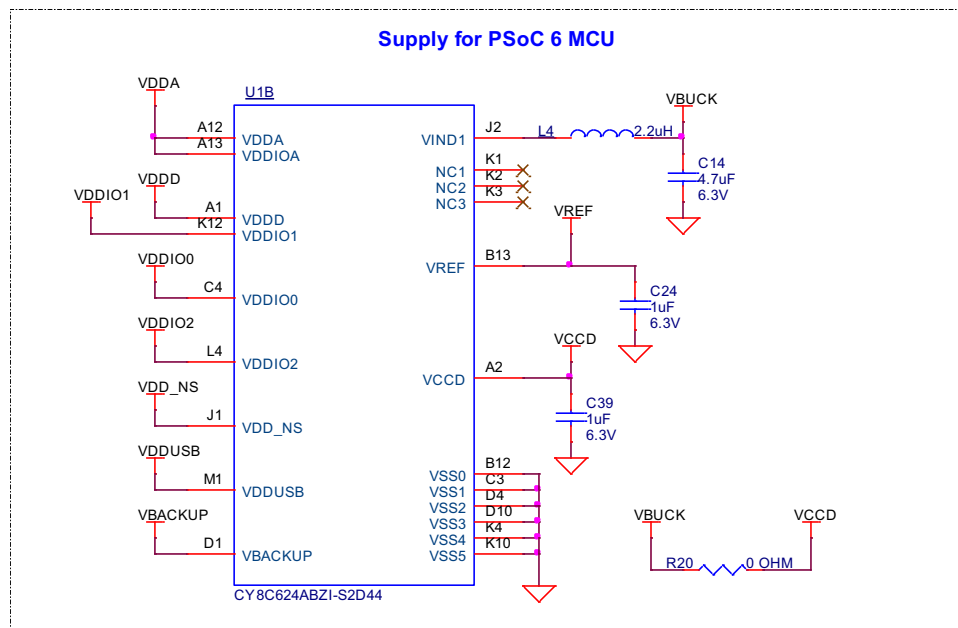 Supply for PSoC 6 MCU
VDDA
U1B
VBUCK
A12
VDDA
A13
VDDIOA
J2
VIND1
L4
2.2uH
K1
NC1
K2
NC2
K3
NC3
C14
4.7uF
6.3V
VDDD
VDDIO1
A1
VDDD
K12
VDDIO1
VREF
B13
VREF
VDDIO0
C4
VDDIO0
C24
1uF
6.3V
VDDIO2
L4
VDDIO2
VCCD
A2
VCCD
VDD_NS
J1
VDD_NS
C39
1uF
6.3V
VDDUSB
M1
VDDUSB
B12
VSS0
C3
VSS1
D4
VSS2
D10
VSS3
K4
VSS4
K10
VSS5
VBACKUP
D1
VBACKUP
VBUCK
VCCD
R20
0 OHM
CY8C624ABZI-S2D44